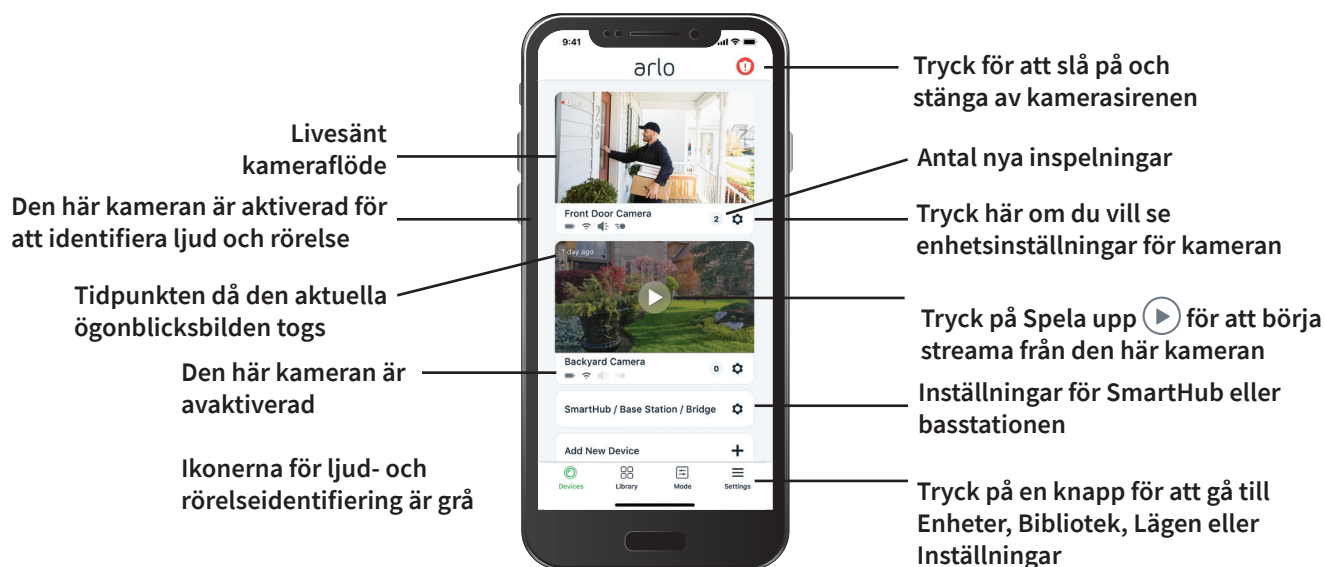 Livesänt
kameraflöde
Den här kameran är aktiverad för
att identifiera ljud och rörelse
Tidpunkten då den aktuella
ögonblicksbilden togs
Den här kameran är
avaktiverad
Ikonerna för ljud- och
rörelseidentifiering är grå
9:41
arlo
Live
Front Door Camera
2
1 day ago
Backyard Camera
0
SmartHub / Base Station / Bridge
Add New Device
Devices
Library
Mode
Settings
Tryck för att slå på och
stänga av kamerasirenen
Antal nya inspelningar
Tryck här om du vill se
enhetsinställningar för kameran
Tryck på Spela upp för att börja
streama från den här kameran
Inställningar för SmartHub eller
basstationen
Tryck på en knapp för att gå till
Enheter, Bibliotek, Lägen eller
Inställningar